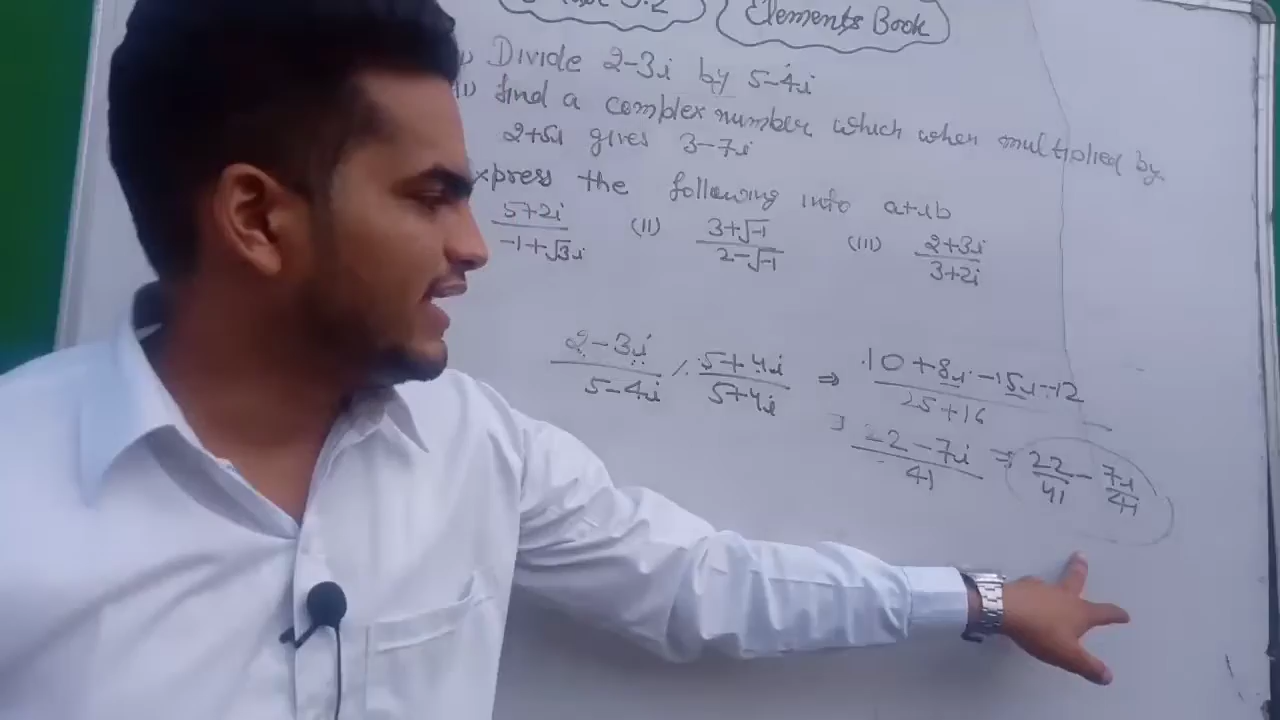 5.2 Elements Book
Divide 2-3i by 5-4i
ii) find a complex number which when multiplied by
2+5i gives 3-7i
xpress the following into a+ib
5+2i/-1+√3i (II) 3+√-1/2-√-1 (III) 2+3i/3+2i
2-3i/5-4i × 5+4i/5+4i ⇒ 10+8i-15i-12/25+16
⇒ 22-7i/41 ⇒ 22/41 - 7i/41